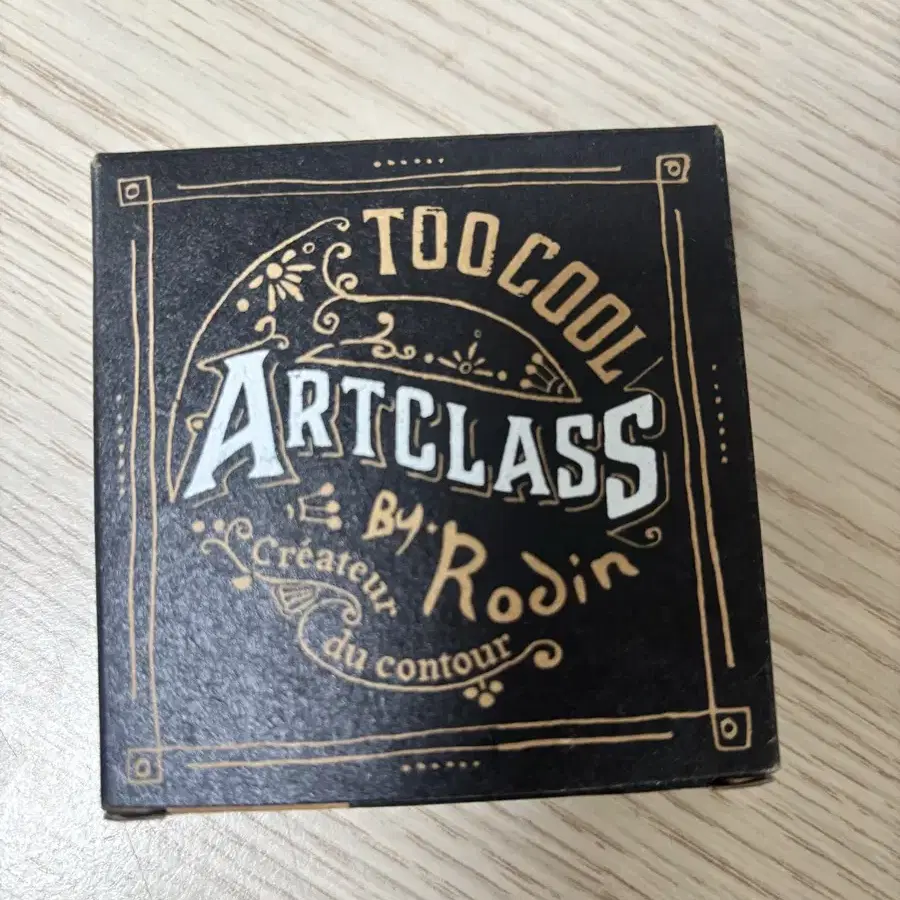 TOO COOL
ARTCLASS
By. Rodin
Créateur
du contour